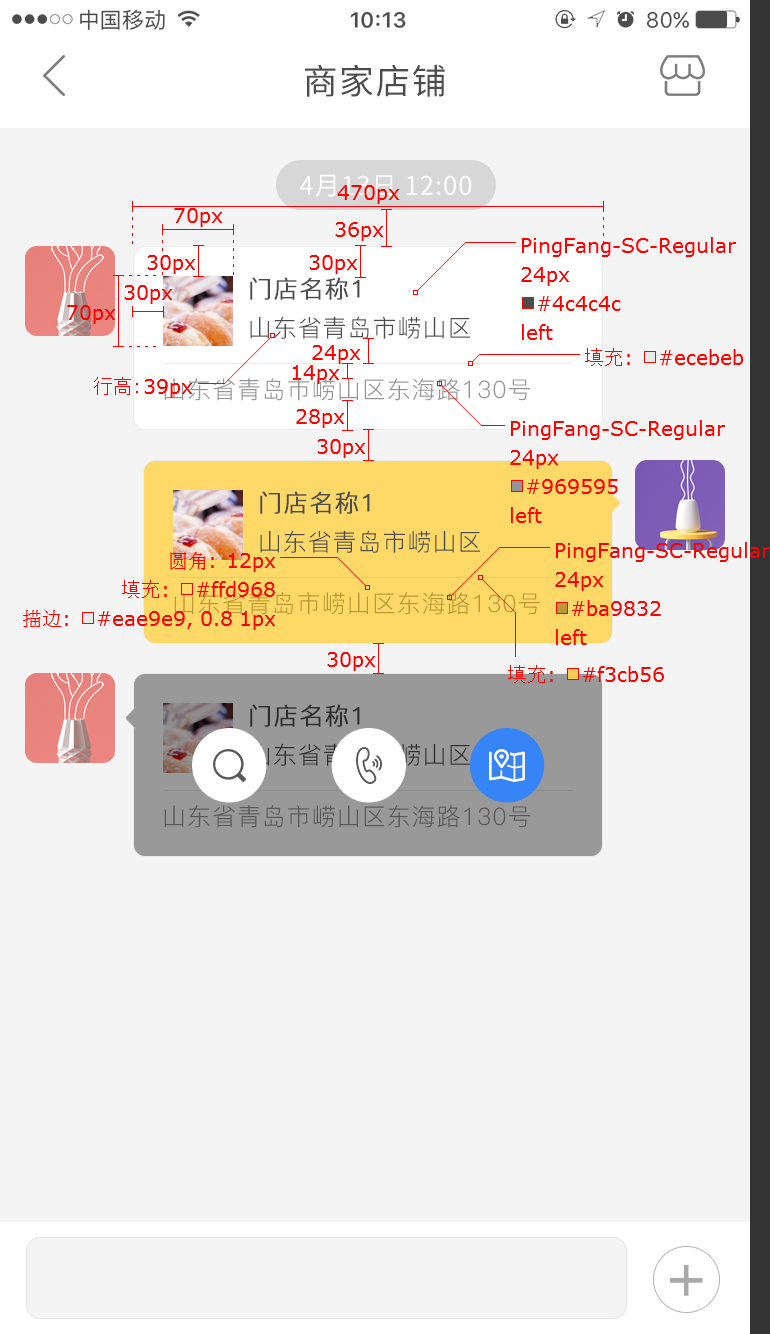 中国移动 10:13 80%
商家店铺
4月12日 12:00
470px
70px
36px
30px
30px
PingFang-SC-Regular
24px
#4c4c4c
left
30px
70px
门店名称1
山东省青岛市崂山区
24px
填充: #ecebeb
14px
行高:39px
山东省青岛市崂山区东海路130号
28px
30px
PingFang-SC-Regular
24px
#969595
left
门店名称1
山东省青岛市崂山区
圆角: 12px
填充: #ffd968
描边: #eae9e9, 0.8 1px
山东省青岛市崂山区东海路130号
PingFang-SC-Regular
24px
#ba9832
left
30px
填充: #f3cb56
门店名称1
山东省青 崂山区
山东省青岛市崂山区东海路130号